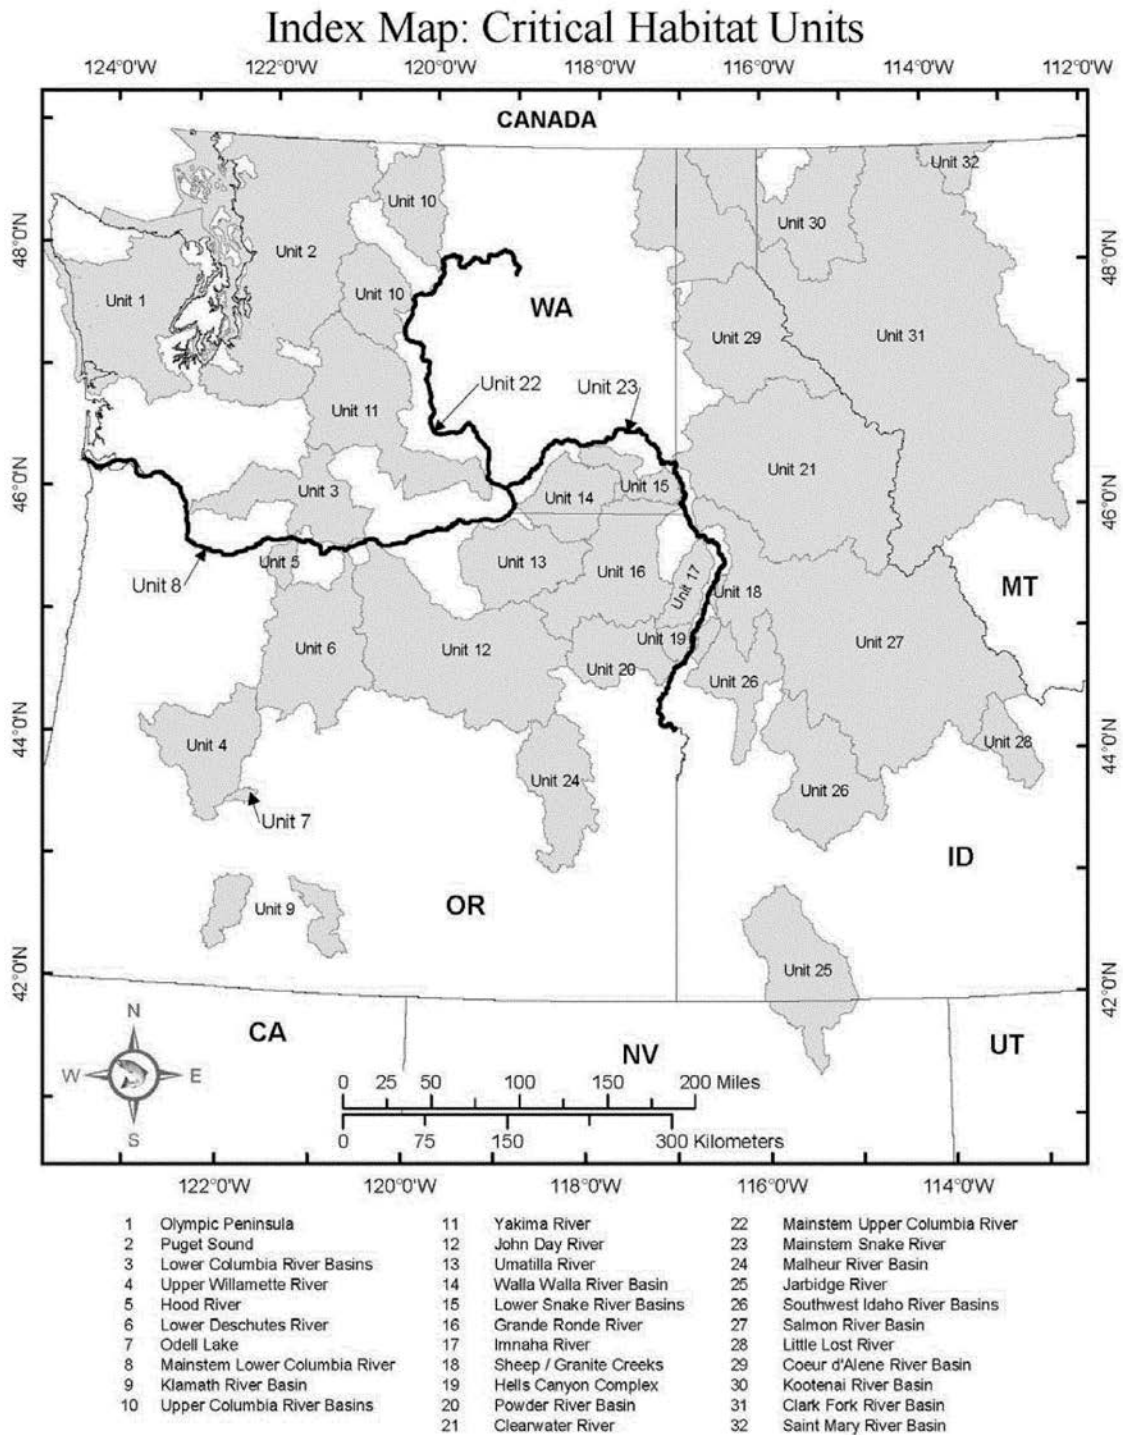 Index Map: Critical Habitat Units
124°0'W 122°0'W 120°0'W 118°0'W 116°0'W 114°0'W 112°0'W
CANADA
Unit 32
Unit 10
Unit 30
48°0'N
Unit 2
48°0'N
Unit 1
Unit 10
WA
Unit 29
Unit 31
Unit 22
Unit 23
Unit 11
Unit 21
46°0'N
Unit 3
Unit 14
Unit 15
46°0'N
Unit 5
Unit 13
Unit 16
Unit 17
Unit 18
MT
Unit 8
Unit 6
Unit 12
Unit 19
Unit 27
Unit 20
Unit 26
44°0'N
Unit 4
Unit 28
44°0'N
Unit 24
Unit 26
Unit 7
ID
OR
Unit 9
42°0'N
Unit 25
42°0'N
N
CA
NV
UT
W E
0 25 50 100 150 200 Miles
S
0 75 150 300 Kilometers
122°0'W 120°0'W 118°0'W 116°0'W 114°0'W
1 Olympic Peninsula
2 Puget Sound
3 Lower Columbia River Basins
4 Upper Willamette River
5 Hood River
6 Lower Deschutes River
7 Odell Lake
8 Mainstem Lower Columbia River
9 Klamath River Basin
10 Upper Columbia River Basins
11 Yakima River
12 John Day River
13 Umatilla River
14 Walla Walla River Basin
15 Lower Snake River Basins
16 Grande Ronde River
17 Imnaha River
18 Sheep / Granite Creeks
19 Hells Canyon Complex
20 Powder River Basin
21 Clearwater River
22 Mainstem Upper Columbia River
23 Mainstem Snake River
24 Malheur River Basin
25 Jarbidge River
26 Southwest Idaho River Basins
27 Salmon River Basin
28 Little Lost River
29 Coeur d'Alene River Basin
30 Kootenai River Basin
31 Clark Fork River Basin
32 Saint Mary River Basin